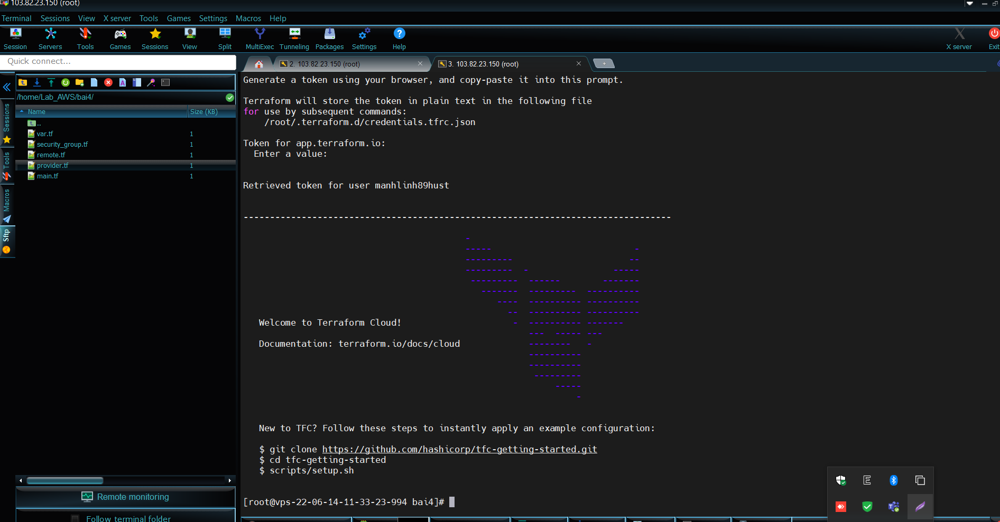 103.82.23.150 (root)
Terminal Sessions View X server Tools Games Settings Macros Help
Session Servers Tools Games Sessions View Split MultiExec Tunneling Packages Settings Help X server Exit
Quick connect...
2. 103.82.23.150 (root)
3. 103.82.23.150 (root)
/home/Lab_AWS/bai4/
Name Size (KB)
..
var.tf 1
security_group.tf 1
remote.tf 1
provider.tf 1
main.tf 1
Sessions
Tools
Macros
Sftp
Remote monitoring
Follow terminal folder
Generate a token using your browser, and copy-paste it into this prompt.
Terraform will store the token in plain text in the following file
for use by subsequent commands:
/root/.terraform.d/credentials.tfrc.json
Token for app.terraform.io:
Enter a value:
Retrieved token for user manhlinh89hust
---------------------------------------------------------------------------------
Welcome to Terraform Cloud!
Documentation: terraform.io/docs/cloud
New to TFC? Follow these steps to instantly apply an example configuration:
$ git clone https://github.com/hashicorp/tfc-getting-started.git
$ cd tfc-getting-started
$ scripts/setup.sh
[root@vps-22-06-14-11-33-23-994 bai4]#